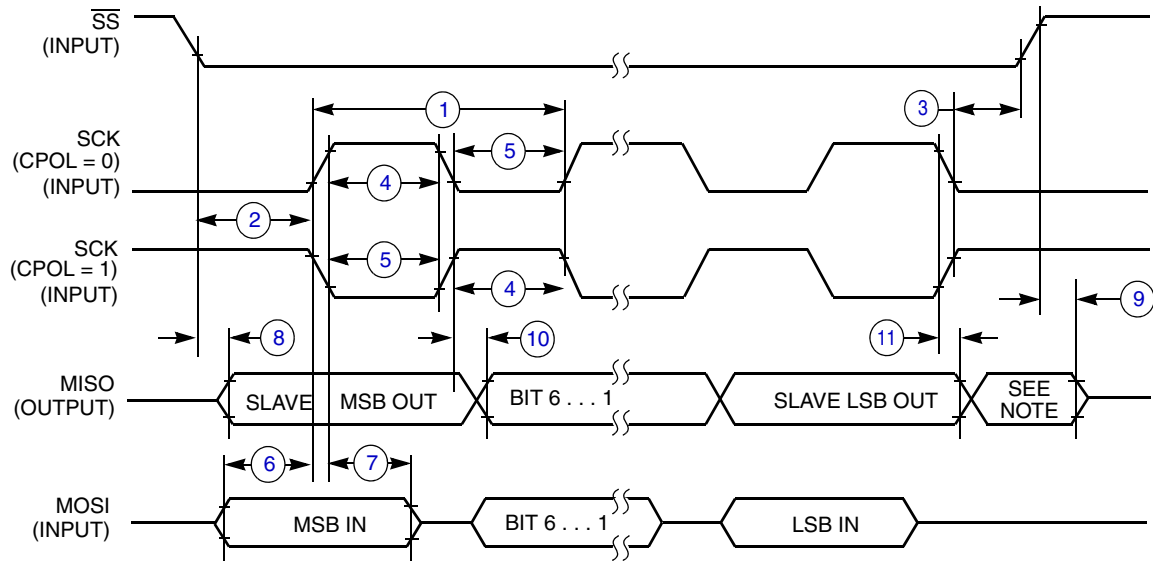 SS
(INPUT)
1
3
SCK
(CPOL = 0)
(INPUT)
5
4
2
SCK
(CPOL = 1)
(INPUT)
5
4
9
8
10
11
MISO
(OUTPUT)
SLAVE MSB OUT
BIT 6 . . . 1
SLAVE LSB OUT
SEE
NOTE
6
7
MOSI
(INPUT)
MSB IN
BIT 6 . . . 1
LSB IN